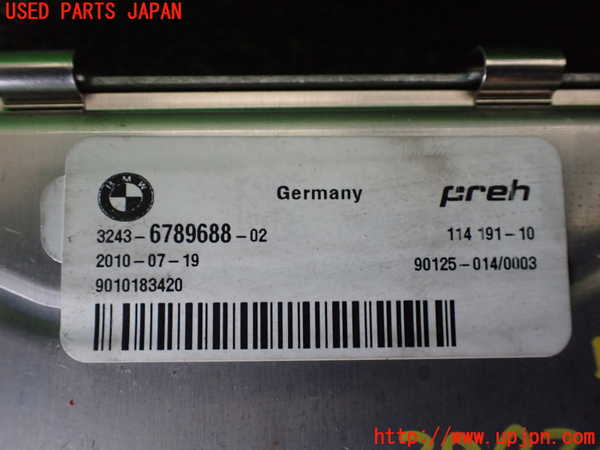 USED PARTS JAPAN
BMW
Germany
preh
3243-6789688-02
114 191-10
2010-07-19
90125-014/0003
9010183420
http://www.upjpn.com/